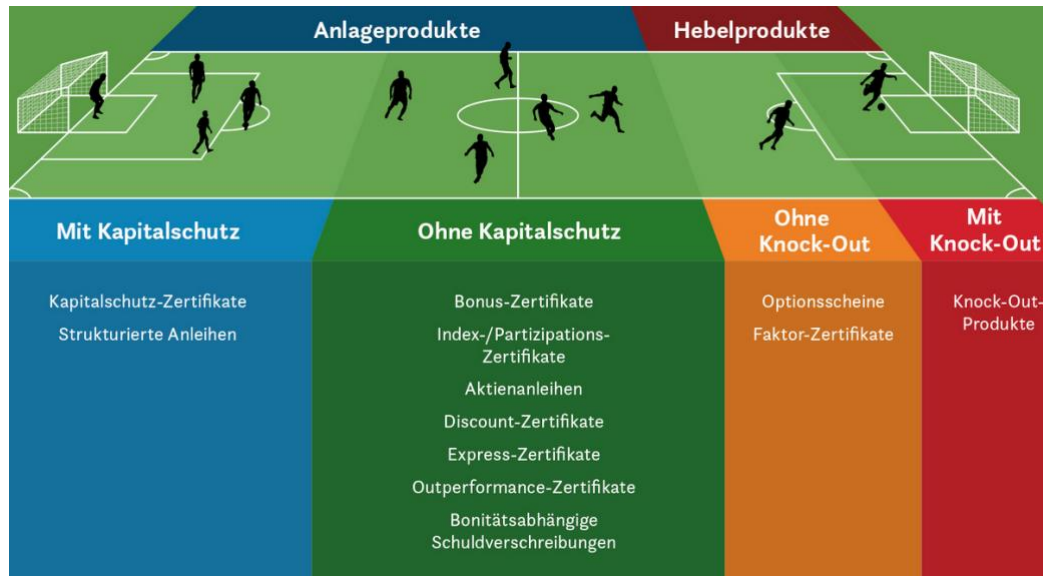 Anlageprodukte
Hebelprodukte
Mit Kapitalschutz
Kapitalschutz-Zertifikate
Strukturierte Anleihen
Ohne Kapitalschutz
Bonus-Zertifikate
Index-/Partizipations-
Zertifikate
Aktienanleihen
Discount-Zertifikate
Express-Zertifikate
Outperformance-Zertifikate
Bonitätsabhängige
Schuldverschreibungen
Ohne
Knock-Out
Optionsscheine
Faktor-Zertifikate
Mit
Knock-Out
Knock-Out-
Produkte